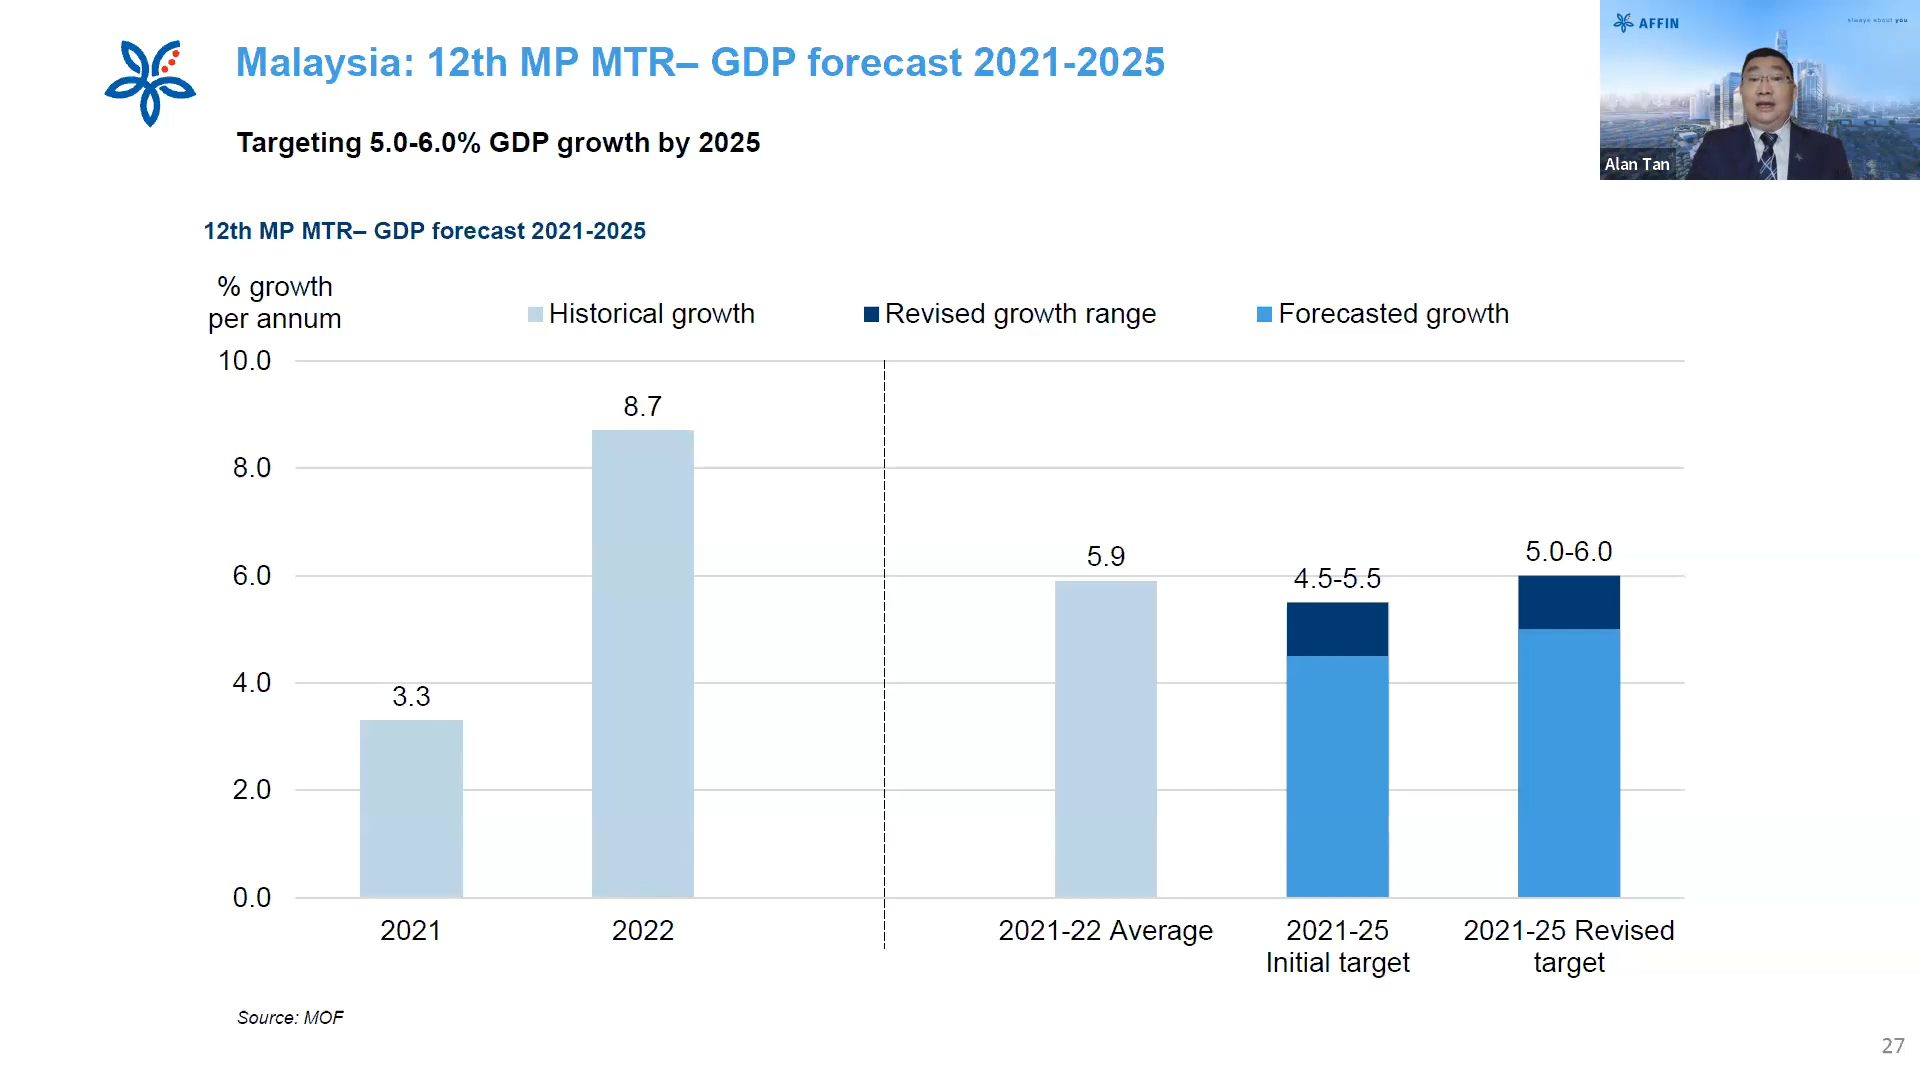 Malaysia: 12th MP MTR– GDP forecast 2021-2025
Targeting 5.0-6.0% GDP growth by 2025
AFFIN
always about you
Alan Tan
12th MP MTR– GDP forecast 2021-2025
% growth
per annum
Historical growth
Revised growth range
Forecasted growth
10.0
8.0
6.0
4.0
2.0
0.0
3.3
8.7
5.9
4.5-5.5
5.0-6.0
2021
2022
2021-22 Average
2021-25
Initial target
2021-25 Revised
target
Source: MOF
27